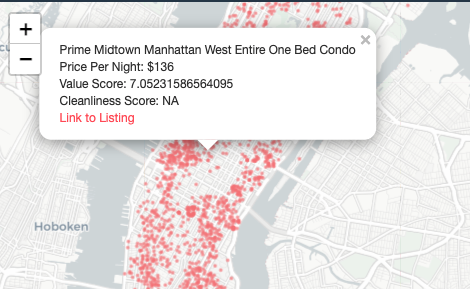 +
−
×
Prime Midtown Manhattan West Entire One Bed Condo
Price Per Night: $136
Value Score: 7.05231586564095
Cleanliness Score: NA
Link to Listing
Hoboken